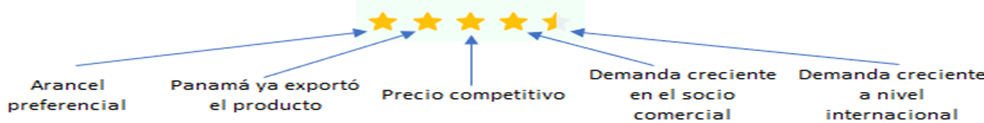 Arancel
preferencial
Panamá ya exportó
el producto
Precio competitivo
Demanda creciente
en el socio
comercial
Demanda creciente
a nivel
internacional